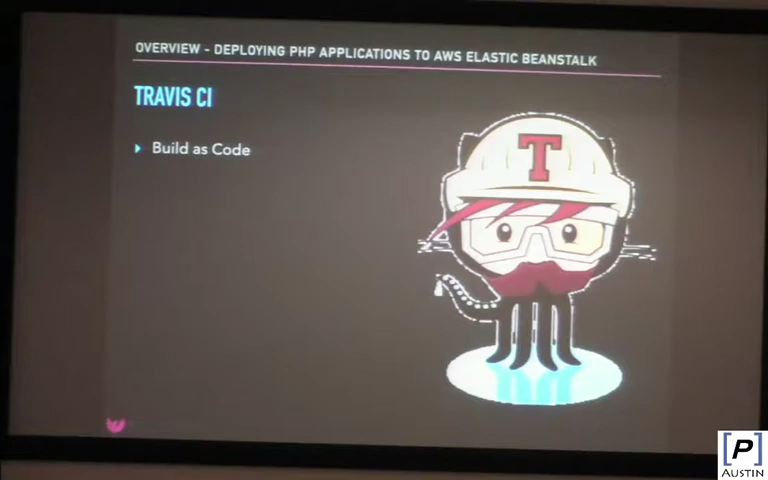 OVERVIEW - DEPLOYING PHP APPLICATIONS TO AWS ELASTIC BEANSTALK
TRAVIS CI
Build as Code
T
[P]
AUSTIN